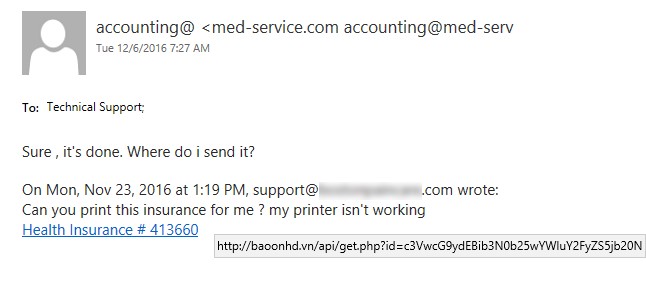 accounting@ <med-service.com accounting@med-serv
Tue 12/6/2016 7:27 AM
To: Technical Support;
Sure , it's done. Where do i send it?
On Mon, Nov 23, 2016 at 1:19 PM, support@ .com wrote:
Can you print this insurance for me ? my printer isn't working
Health Insurance # 413660
http://baoonhd.vn/api/get.php?id=c3VwcG9ydEBib3N0b25wYWluY2FyZS5jb20N